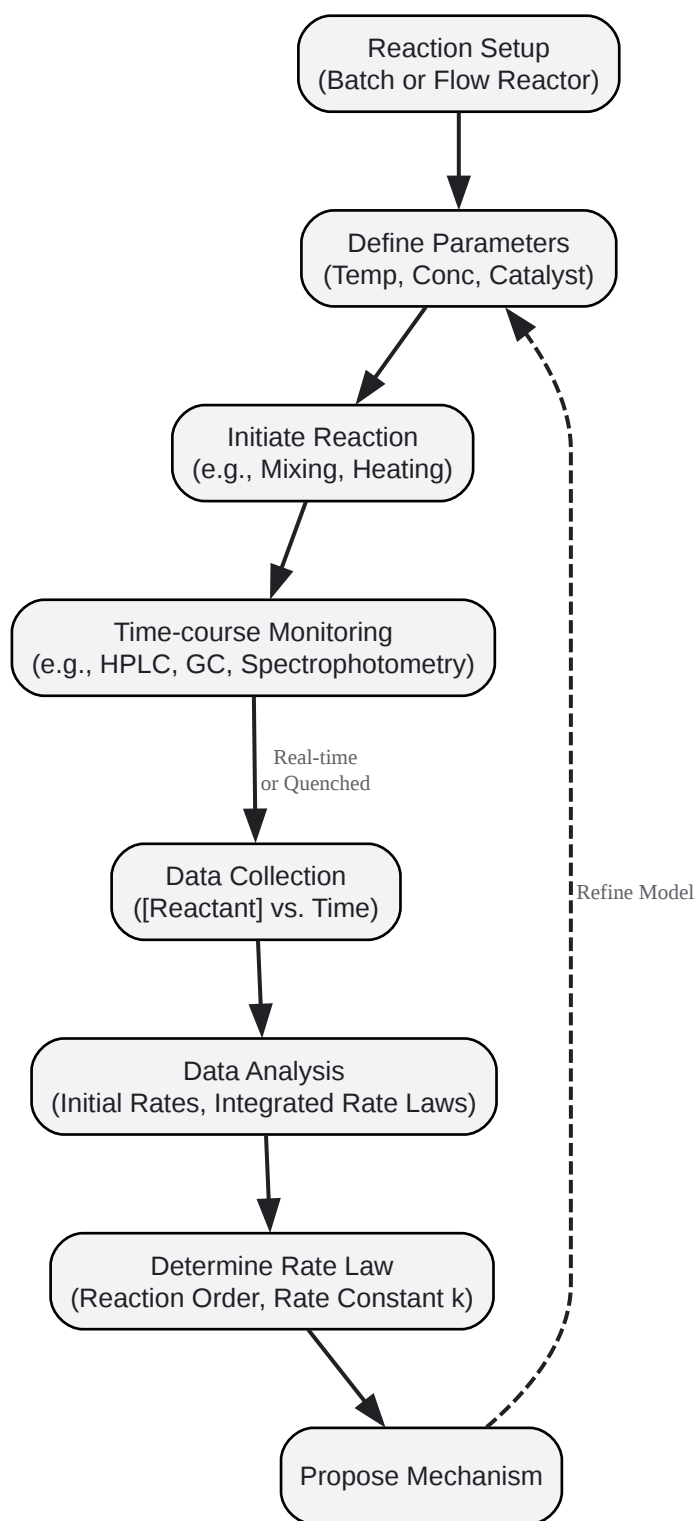 Reaction Setup
(Batch or Flow Reactor)
Define Parameters
(Temp, Conc, Catalyst)
Initiate Reaction
(e.g., Mixing, Heating)
Time-course Monitoring
(e.g., HPLC, GC, Spectrophotometry)
Real-time
or Quenched
Data Collection
([Reactant] vs. Time)
Refine Model
Data Analysis
(Initial Rates, Integrated Rate Laws)
Determine Rate Law
(Reaction Order, Rate Constant k)
Propose Mechanism